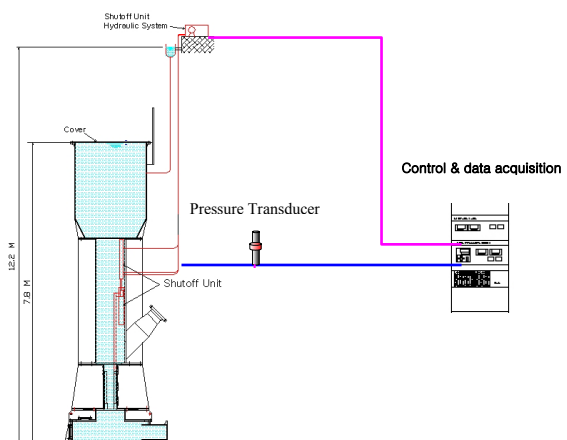 Shutoff Unit
Hydraulic System
Cover
Control & data acquisition
Pressure Transducer
Shutoff Unit
12.2 M
7.8 M